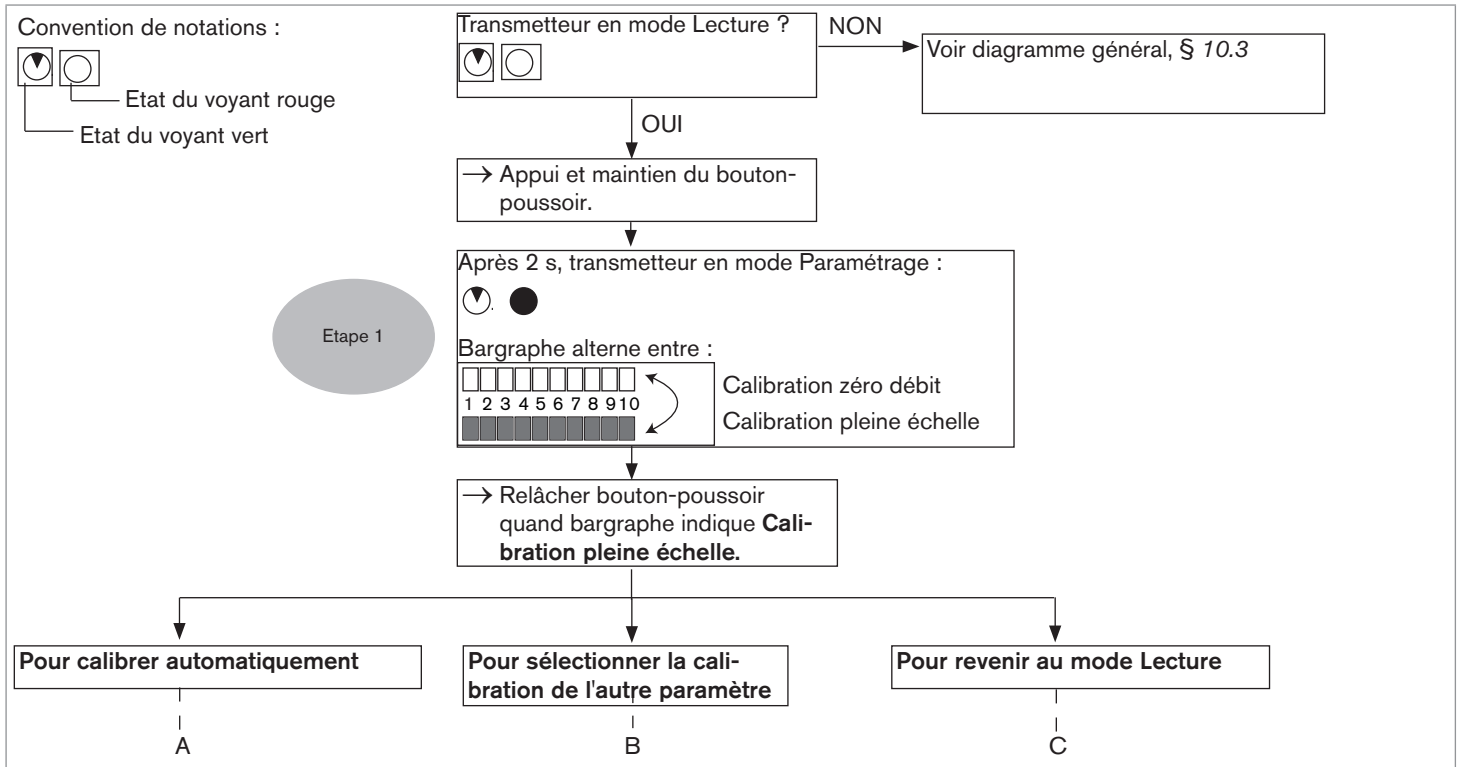 Convention de notations :
Etat du voyant rouge
Etat du voyant vert
Transmetteur en mode Lecture ?
NON
Voir diagramme général, § 10.3
OUI
→ Appui et maintien du bouton-
poussoir.
Etape 1
Après 2 s, transmetteur en mode Paramétrage :
Bargraphe alterne entre :
1 2 3 4 5 6 7 8 9 10
Calibration zéro débit
Calibration pleine échelle
→ Relâcher bouton-poussoir
quand bargraphe indique Cali-
bration pleine échelle.
Pour calibrer automatiquement
Pour sélectionner la cali-
bration de l'autre paramètre
Pour revenir au mode Lecture
A
B
C